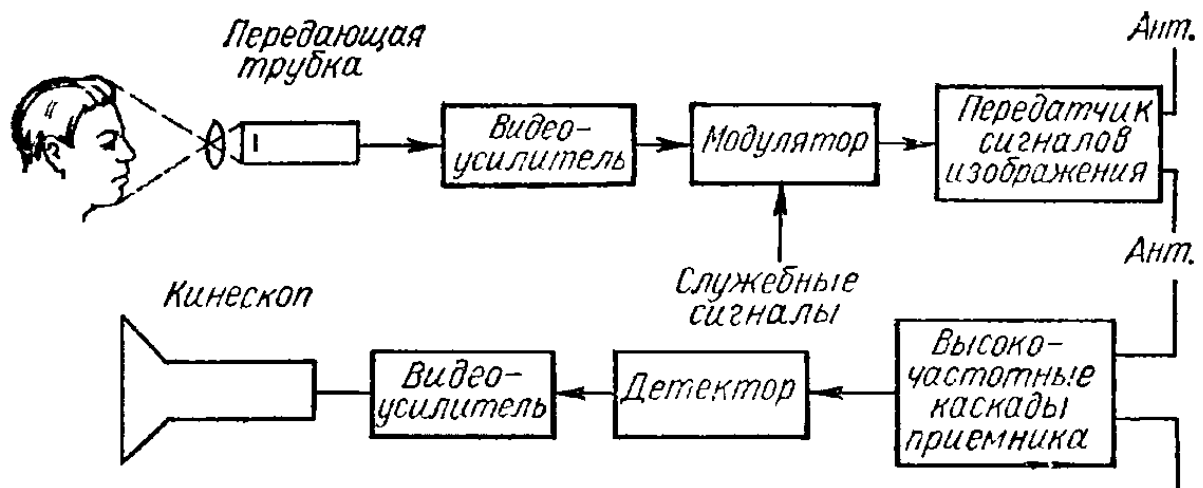 Передающая
трубка
Ант.
Видео-
усилитель
Модулятор
Передатчик
сигналов
изображения
Служебные
сигналы
Ант.
Кинескоп
Видео-
усилитель
Детектор
Высоко-
частотные
каскады
приемника